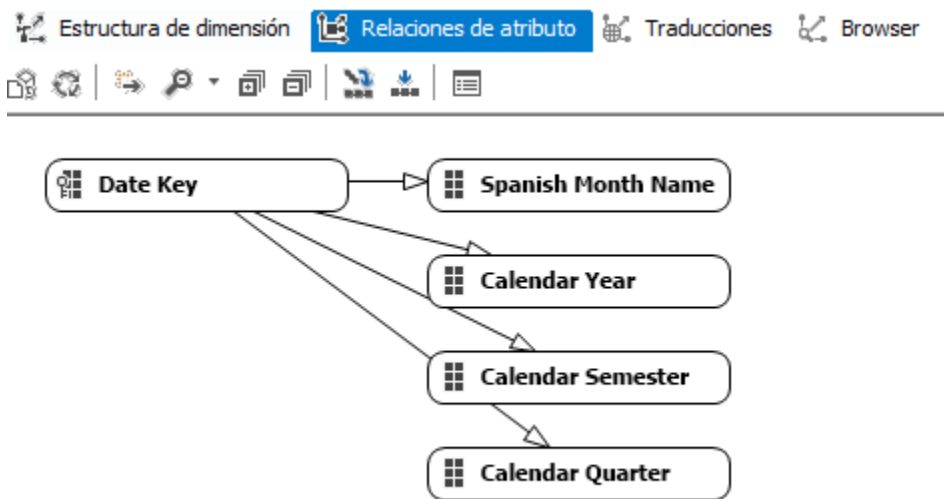 Estructura de dimensión Relaciones de atributo Traducciones Browser
Date Key Spanish Month Name
Calendar Year
Calendar Semester
Calendar Quarter